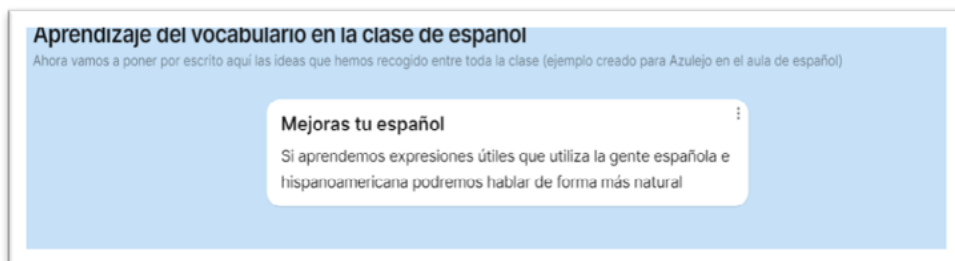 Aprendizaje del vocabulario en la clase de español
Ahora vamos a poner por escrito aquí las ideas que hemos recogido entre toda la clase (ejemplo creado para Azulejo en el aula de español)
Mejoras tu español
Si aprendemos expresiones útiles que utiliza la gente española e
hispanoamericana podremos hablar de forma más natural